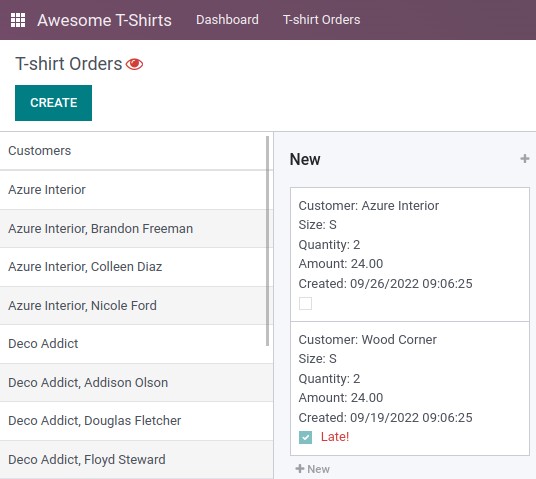 Awesome T-Shirts Dashboard T-shirt Orders
T-shirt Orders
CREATE
Customers
Azure Interior
Azure Interior, Brandon Freeman
Azure Interior, Colleen Diaz
Azure Interior, Nicole Ford
Deco Addict
Deco Addict, Addison Olson
Deco Addict, Douglas Fletcher
Deco Addict, Floyd Steward
New +
Customer: Azure Interior
Size: S
Quantity: 2
Amount: 24.00
Created: 09/26/2022 09:06:25
Customer: Wood Corner
Size: S
Quantity: 2
Amount: 24.00
Created: 09/19/2022 09:06:25
Late!
+ New